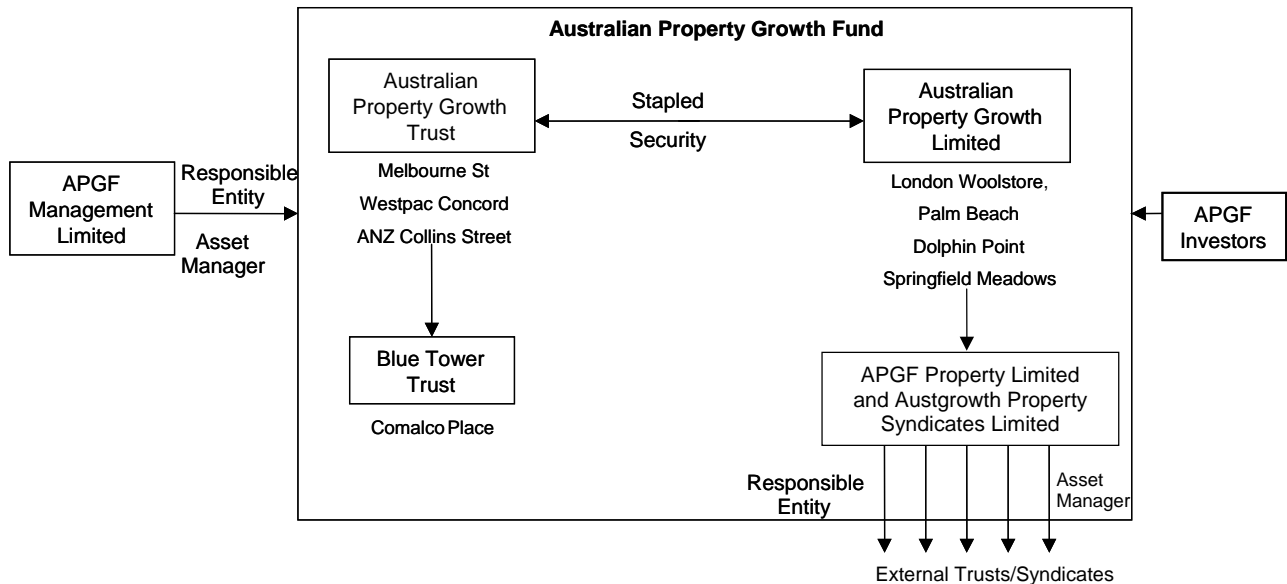 Australian Property Growth Fund
Australian
Property Growth
Trust
Stapled
Security
Australian
Property Growth
Limited
APGF
Management
Limited
Responsible
Entity
Asset
Manager
Melbourne St
Westpac Concord
ANZ Collins Street
London Woolstore,
Palm Beach
Dolphin Point
Springfield Meadows
APGF
Investors
Blue Tower
Trust
Comalco Place
APGF Property Limited
and Austgrowth Property
Syndicates Limited
Responsible
Entity
Asset
Manager
External Trusts/Syndicates